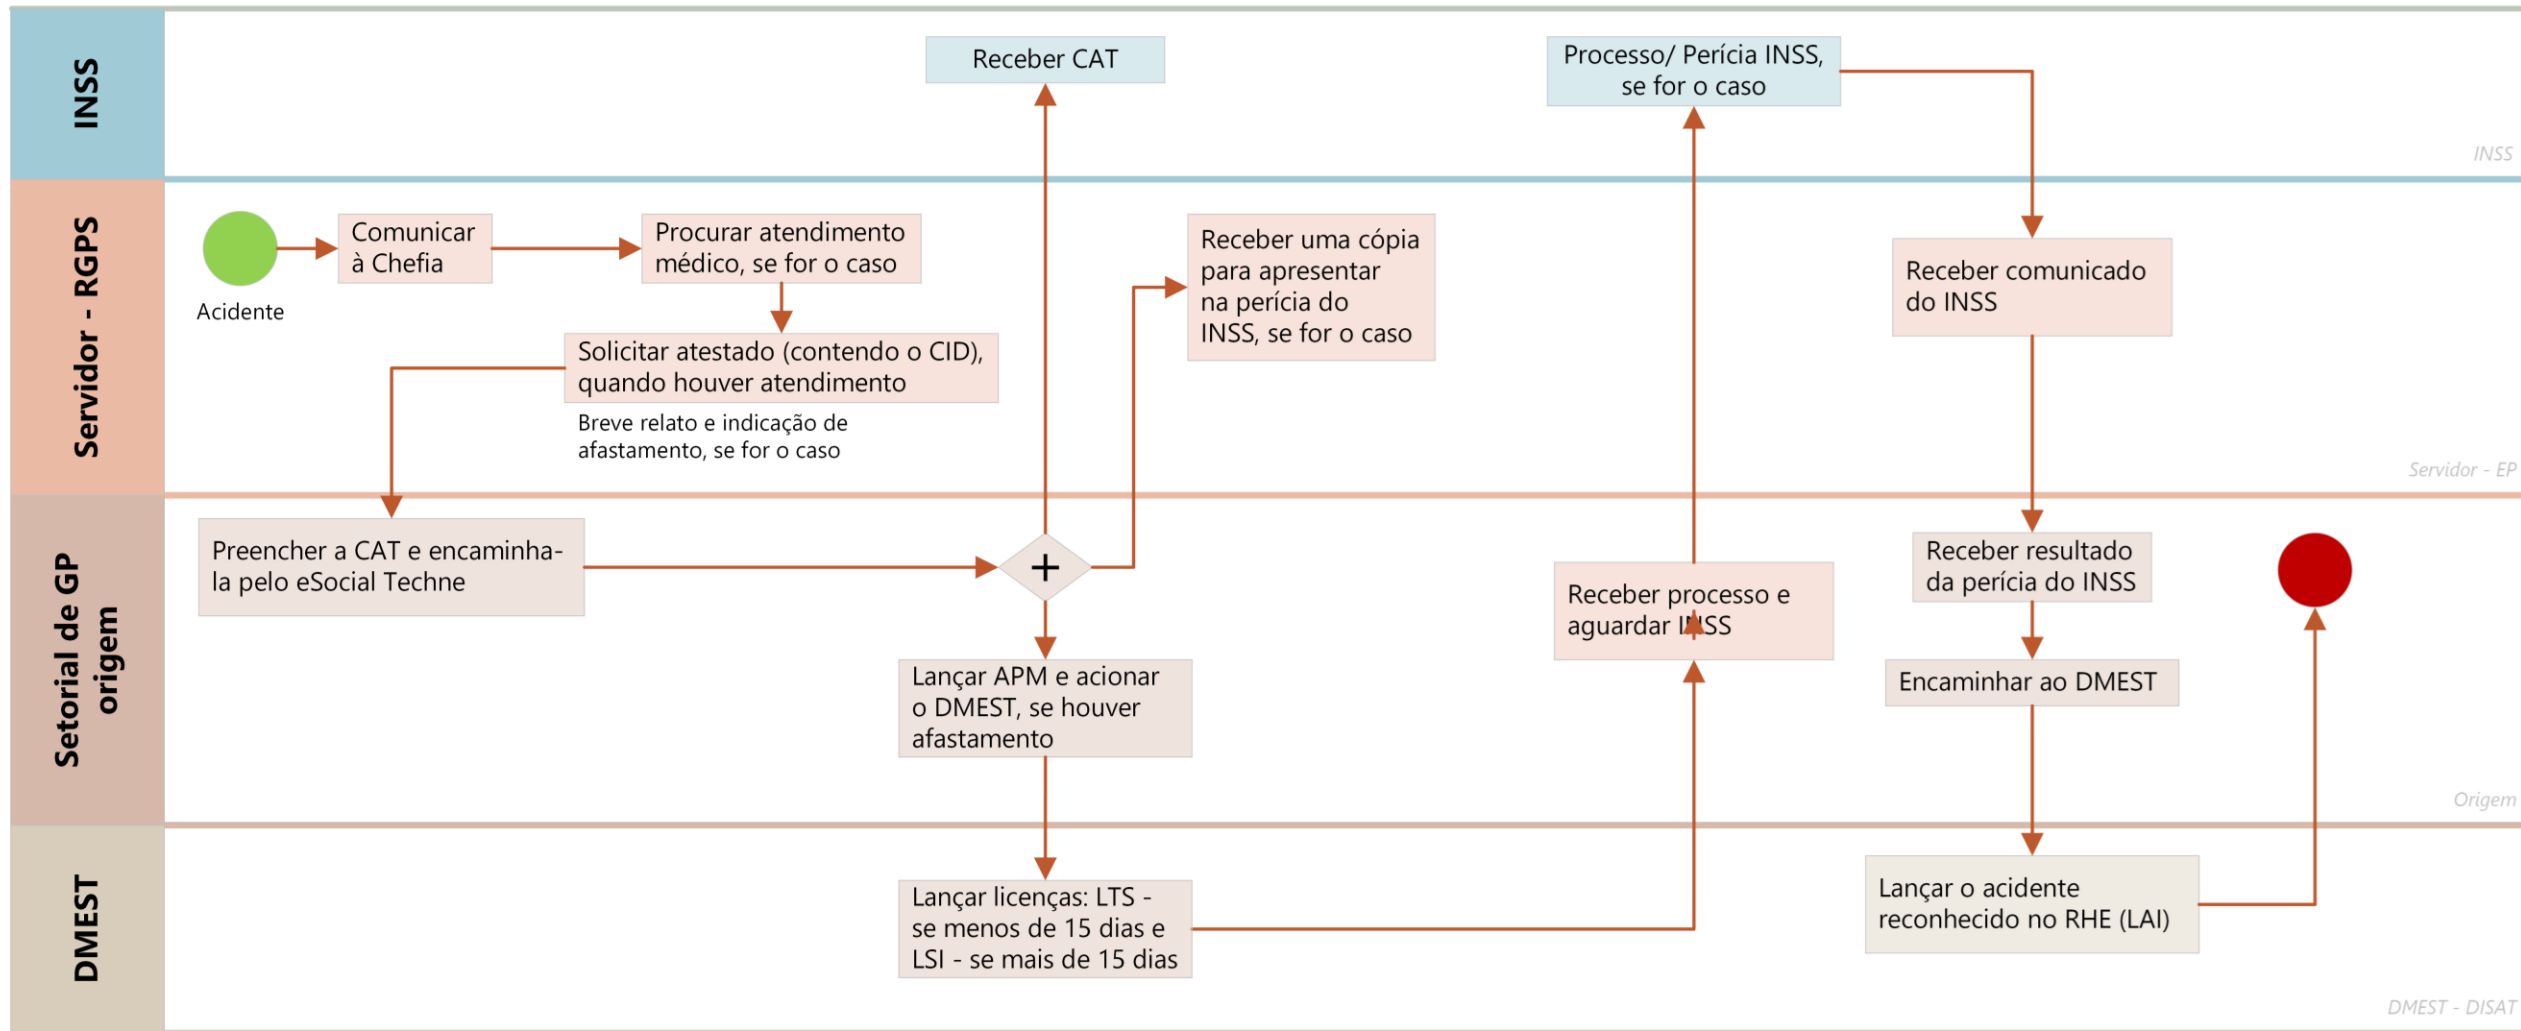 INSS
Receber CAT
Processo/ Perícia INSS,
se for o caso
INSS
Servidor - RGPS
Acidente
Comunicar
à Chefia
Procurar atendimento
médico, se for o caso
Solicitar atestado (contendo o CID),
quando houver atendimento
Breve relato e indicação de
afastamento, se for o caso
Receber uma cópia
para apresentar
na perícia do
INSS, se for o caso
Receber comunicado
do INSS
Servidor - EP
Setorial de GP
origem
Preencher a CAT e encaminha-
la pelo eSocial Techne
+
Lançar APM e acionar
o DMEST, se houver
afastamento
Receber processo e
aguardar INSS
Receber resultado
da perícia do INSS
Encaminhar ao DMEST
Origem
DMEST
Lançar licenças: LTS -
se menos de 15 dias e
LSI - se mais de 15 dias
Lançar o acidente
reconhecido no RHE (LAI)
DMEST - DISAT